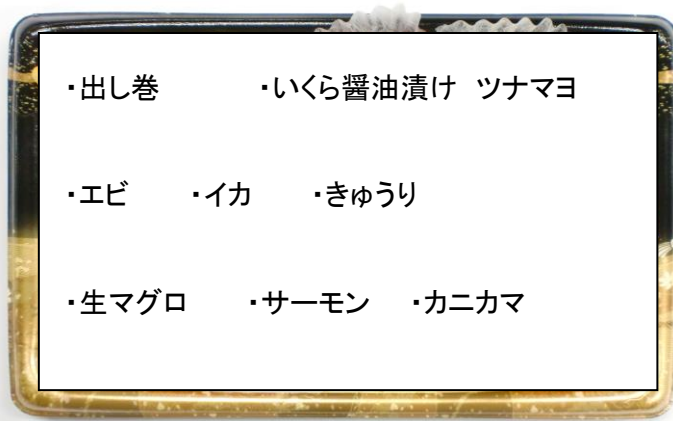 ・出し巻　・いくら醤油漬け　ツナマヨ
・エビ　・イカ　・きゅうり
・生マグロ　・サーモン　・カニカマ